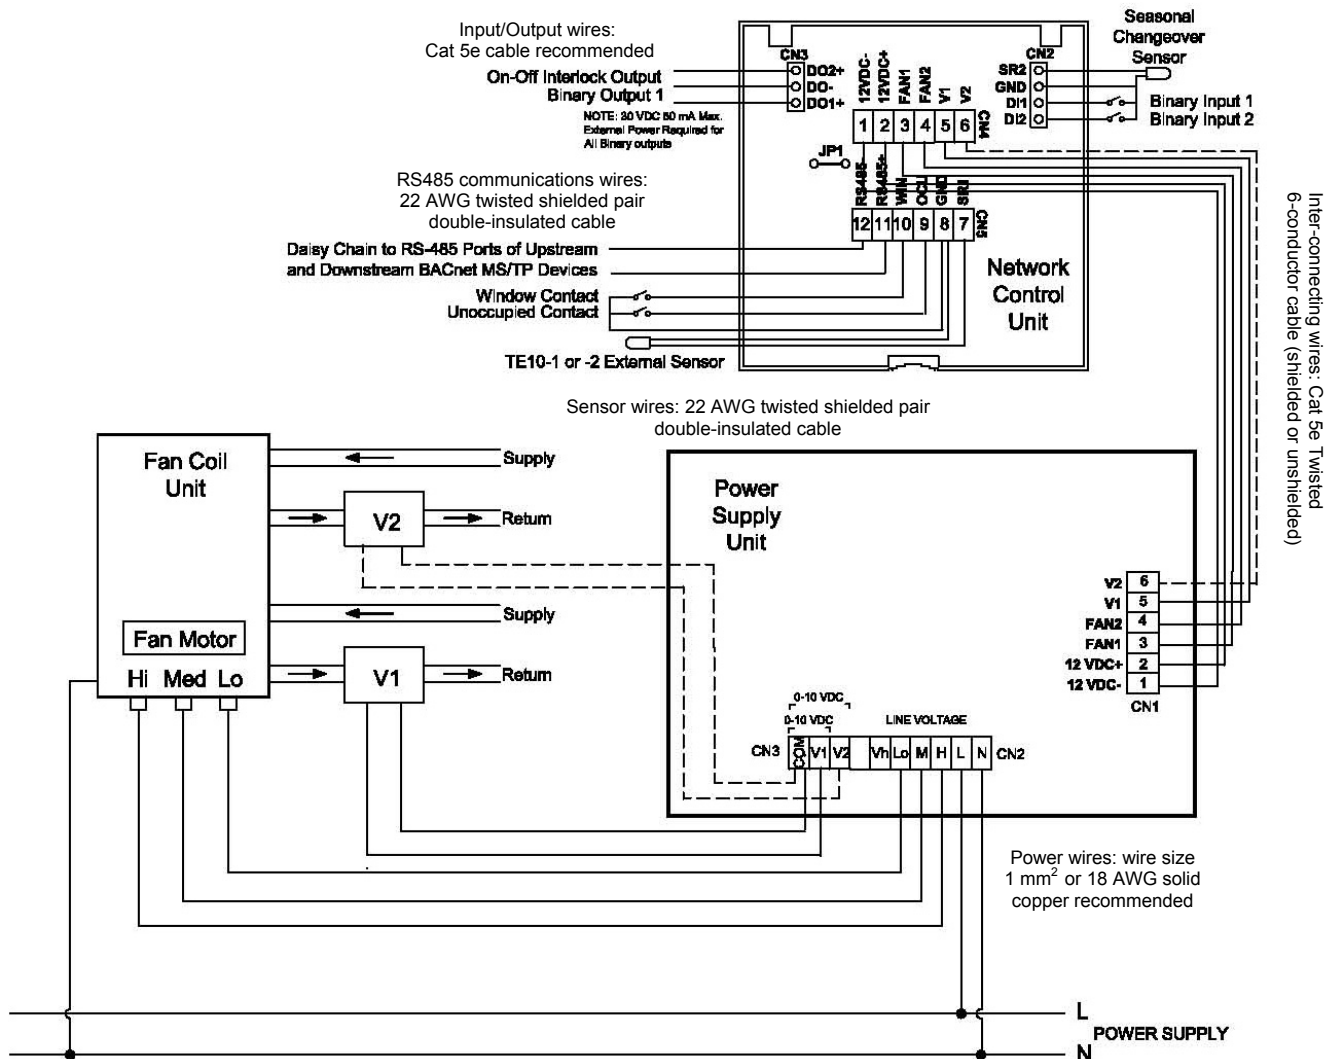 Input/Output wires:
Cat 5e cable recommended
On-Off Interlock Output
Binary Output 1
NOTE: 30 VDC 50 mA Max.
External Power Required for
All Binary outputs
CN3
DO2+
DO-
DO1+
12VDC-
12VDC+
FAN1
FAN2
V1
V2
1 2 3 4 5 6
CN4
CN2
SR2
GND
DI1
DI2
Seasonal
Changeover
Sensor
Binary Input 1
Binary Input 2
JP1
RS485 communications wires:
22 AWG twisted shielded pair
double-insulated cable
RS485-
RS485+
WIN
OCU
GND
SR1
12 11 10 9 8 7
CN5
Daisy Chain to RS-485 Ports of Upstream
and Downstream BACnet MS/TP Devices
Window Contact
Unoccupied Contact
TE10-1 or -2 External Sensor
Network
Control
Unit
Inter-connecting wires: Cat 5e Twisted
6-conductor cable (shielded or unshielded)
Sensor wires: 22 AWG twisted shielded pair
double-insulated cable
Fan Coil
Unit
Supply
V2
Return
Supply
Fan Motor
Hi Med Lo
V1
Return
Power
Supply
Unit
V2 6
V1 5
FAN2 4
FAN1 3
12 VDC+ 2
12 VDC- 1
CN1
0-10 VDC
0-10 VDC
LINE VOLTAGE
CN3 COM V1 V2 Vh Lo M H L N CN2
Power wires: wire size
1 mm² or 18 AWG solid
copper recommended
L
POWER SUPPLY
N